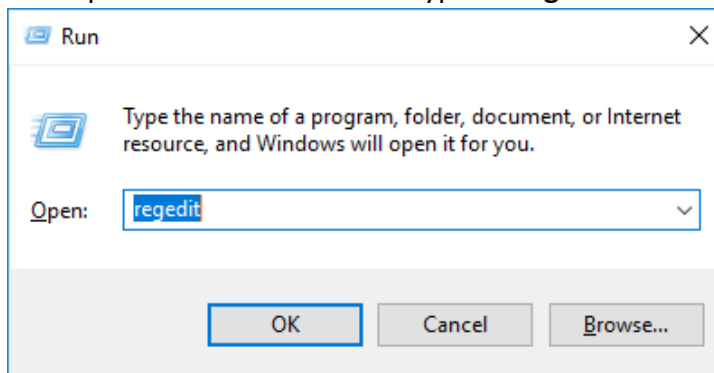 Run
Type the name of a program, folder, document, or Internet
resource, and Windows will open it for you.
Open: regedit
OK Cancel Browse...